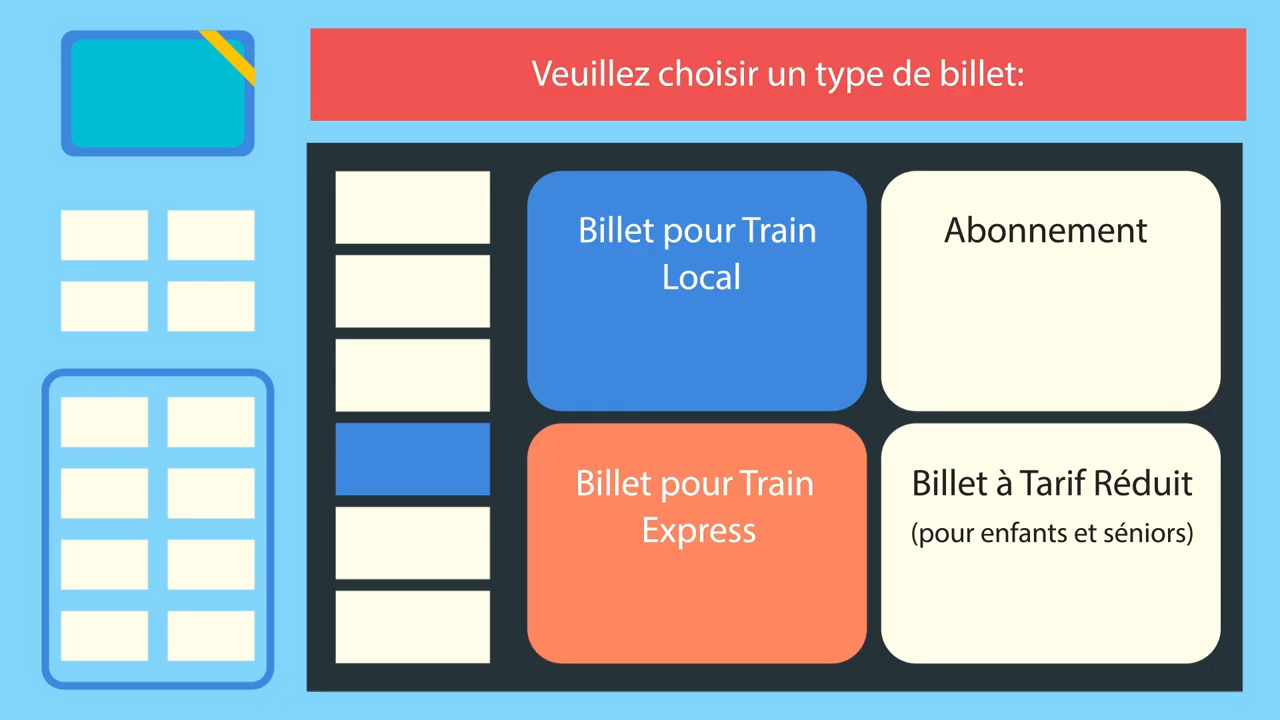 Veuillez choisir un type de billet:
Billet pour Train
Local
Abonnement
Billet pour Train
Express
Billet à Tarif Réduit
(pour enfants et séniors)